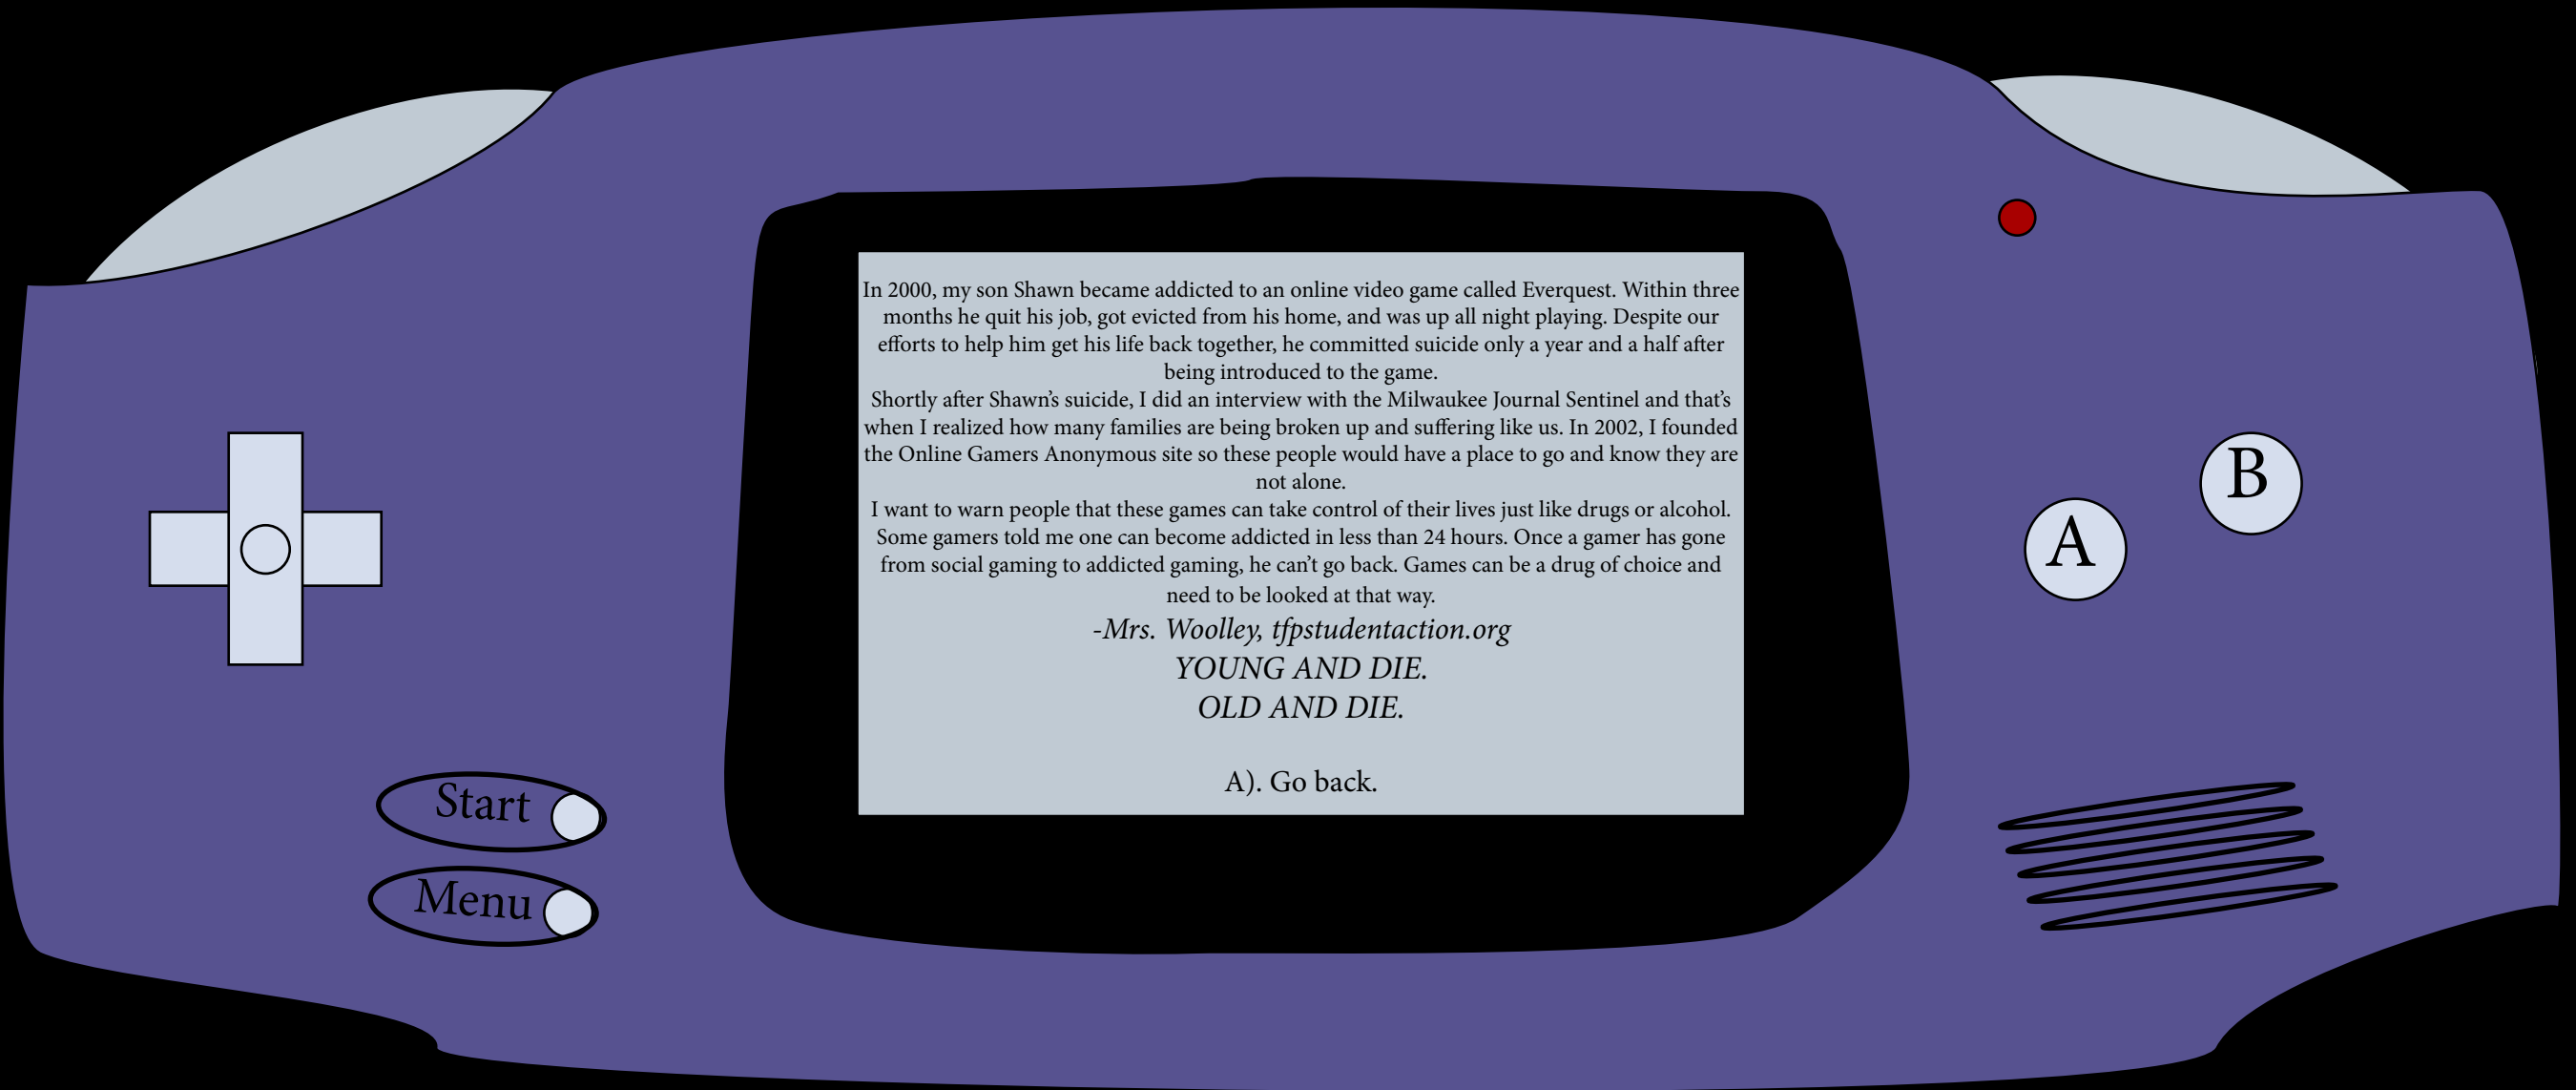 In 2000, my son Shawn became addicted to an online video game called Everquest. Within three
months he quit his job, got evicted from his home, and was up all night playing. Despite our
efforts to help him get his life back together, he committed suicide only a year and a half after
being introduced to the game.
Shortly after Shawn’s suicide, I did an interview with the Milwaukee Journal Sentinel and that’s
when I realized how many families are being broken up and suffering like us. In 2002, I founded
the Online Gamers Anonymous site so these people would have a place to go and know they are
not alone.
I want to warn people that these games can take control of their lives just like drugs or alcohol.
Some gamers told me one can become addicted in less than 24 hours. Once a gamer has gone
from social gaming to addicted gaming, he can’t go back. Games can be a drug of choice and
need to be looked at that way.
-Mrs. Woolley, tfpstudentaction.org
YOUNG AND DIE.
OLD AND DIE.
A). Go back.
B
A
Start
Menu